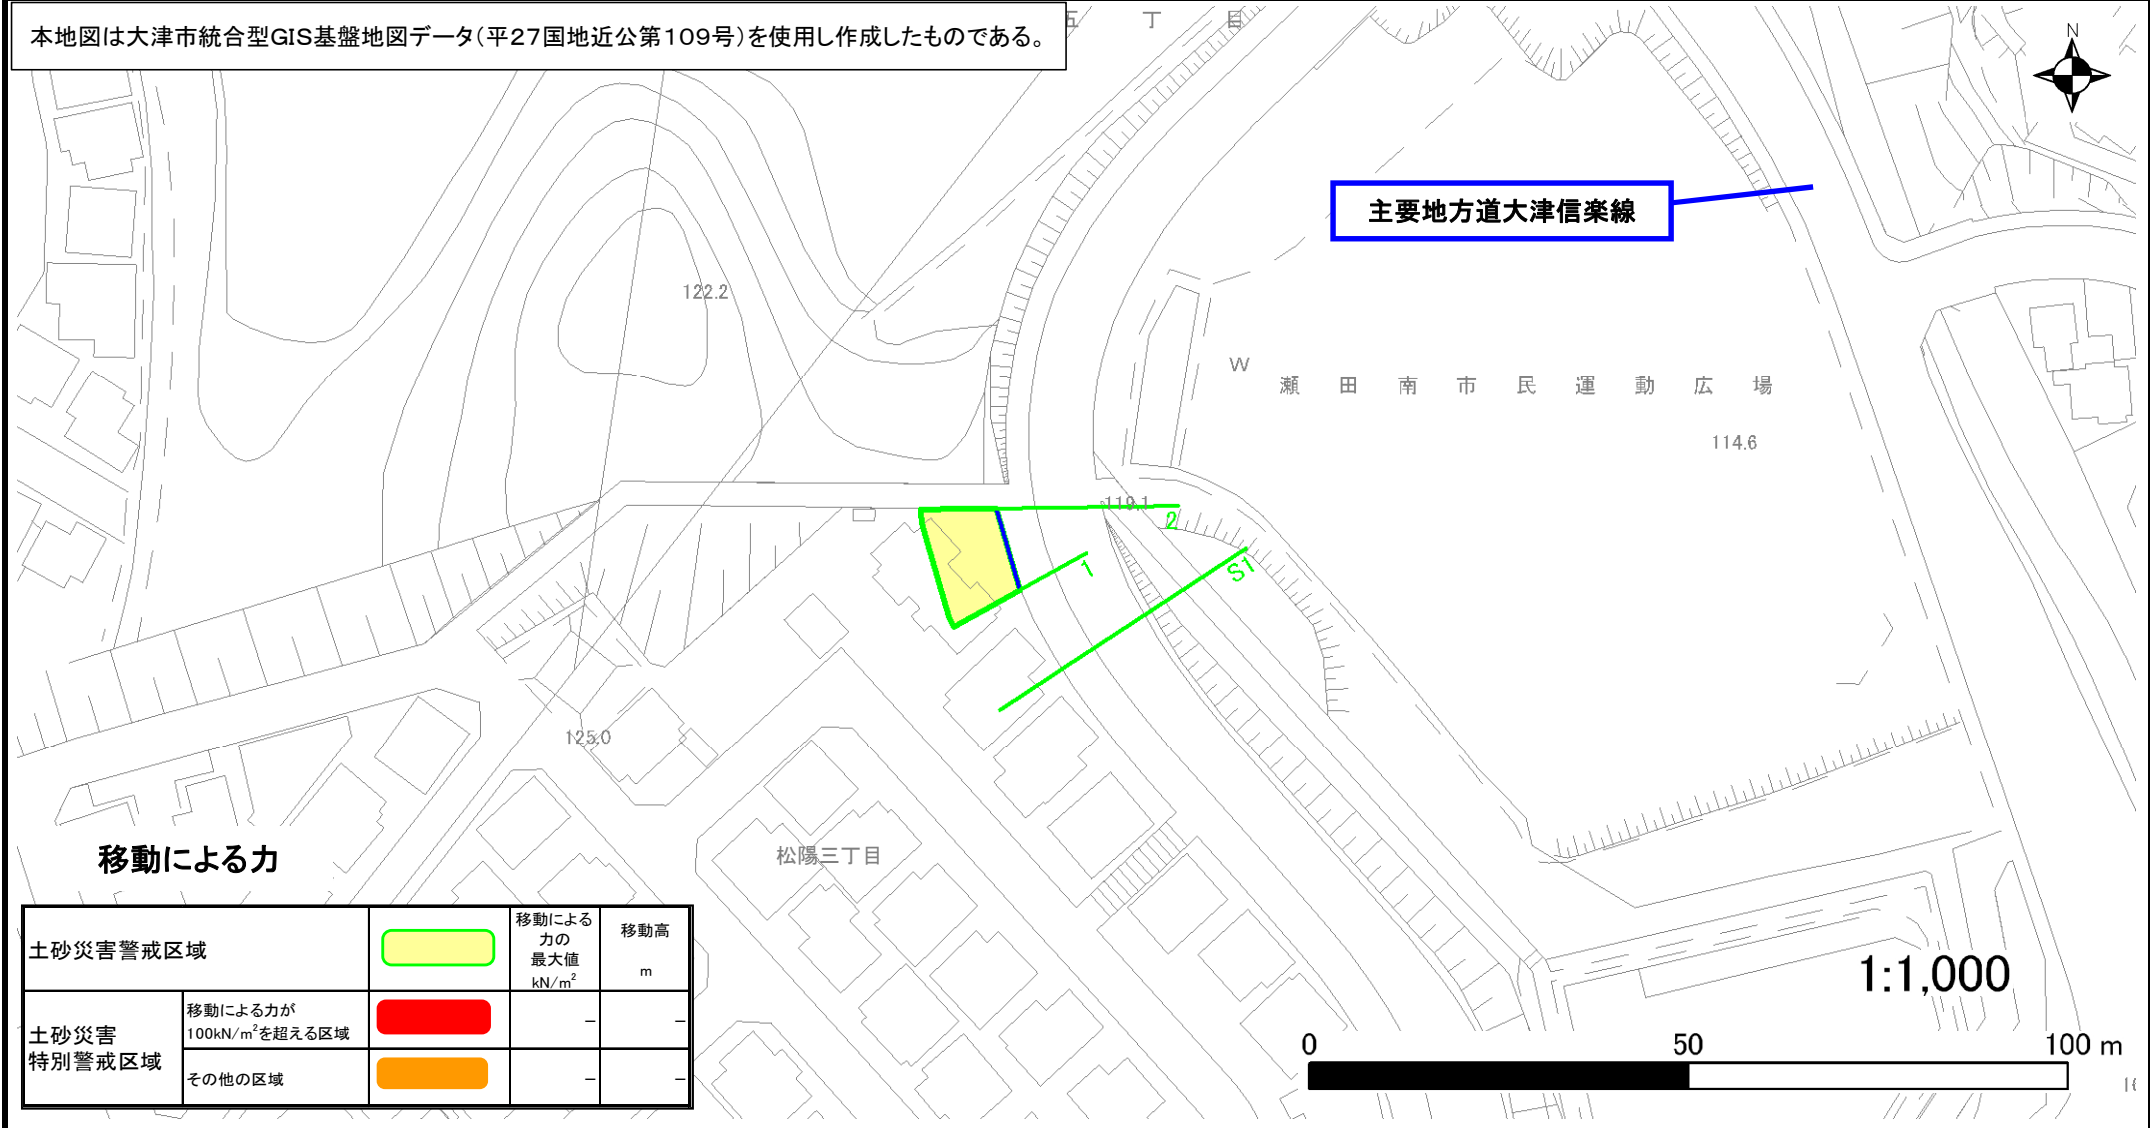 本地図は大津市統合型GIS基盤地図データ(平27国地近公第109号)を使用し作成したものである。
五丁目
N
主要地方道大津信楽線
122.2
W
瀬田南市民運動広場
114.6
119.1
2
1
S1
125.0
松陽三丁目
移動による力
土砂災害警戒区域
移動による
力の
最大値
kN/m²
移動高
m
土砂災害
特別警戒区域
移動による力が
100kN/m²を超える区域
–
–
その他の区域
–
–
1:1,000
0 50 100 m